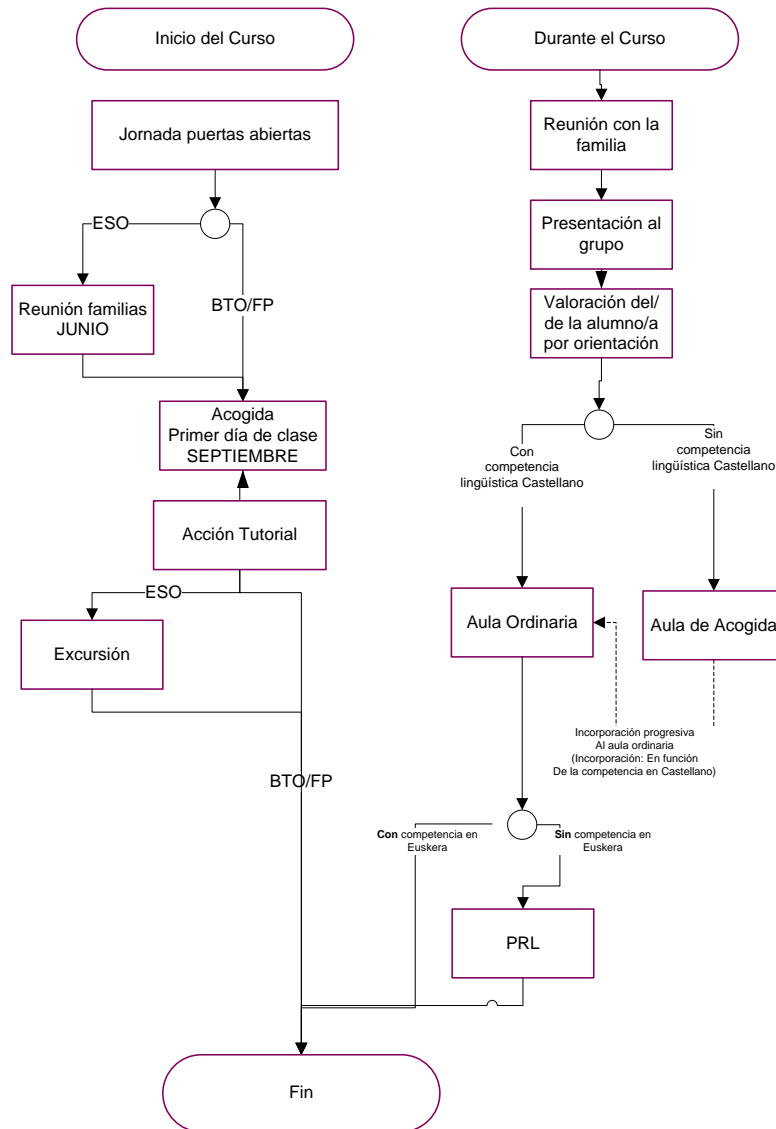 Inicio del Curso
Jornada puertas abiertas
ESO
BTO/FP
Reunión familias
JUNIO
Acogida
Primer día de clase
SEPTIEMBRE
Acción Tutorial
ESO
Excursión
BTO/FP
Durante el Curso
Reunión con la
familia
Presentación al
grupo
Valoración del/
de la alumno/a
por orientación
Con
competencia
lingüística Castellano
Sin
competencia
lingüística Castellano
Aula Ordinaria
Aula de Acogida
Incorporación progresiva
Al aula ordinaria
(Incorporación: En función
De la competencia en Castellano)
Con competencia en
Euskera
Sin competencia en
Euskera
PRL
Fin